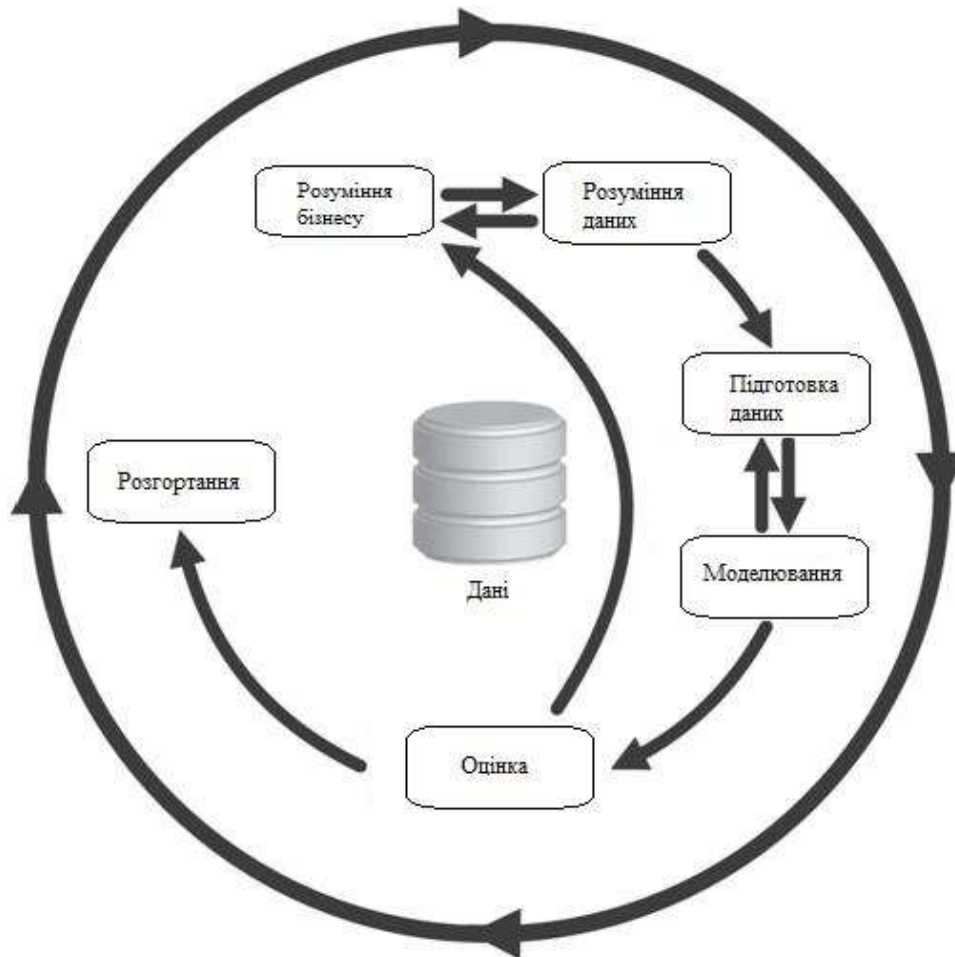 Розуміння
бізнесу
Розуміння
даних
Підготовка
даних
Розгортання
Моделювання
Дані
Оцінка